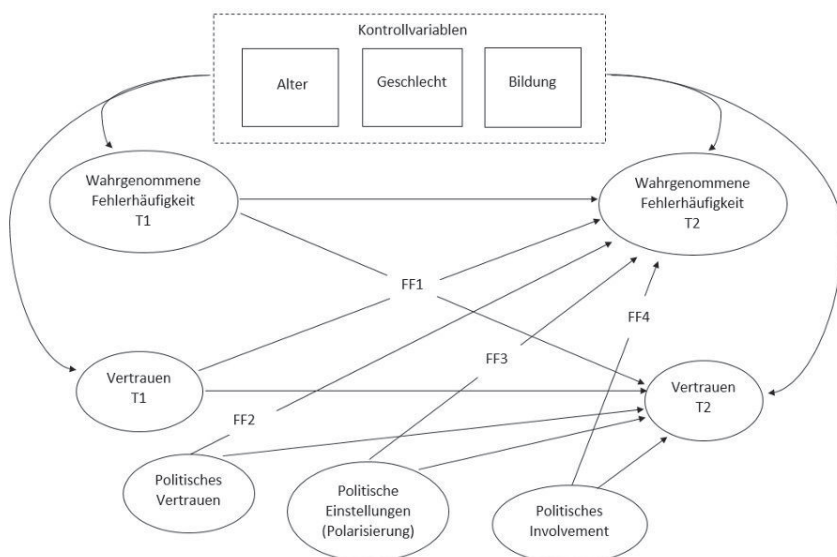 Kontrollvariablen
Alter
Geschlecht
Bildung
Wahrgenommene
Fehlerhäufigkeit
T1
Wahrgenommene
Fehlerhäufigkeit
T2
FF1
FF4
FF3
Vertrauen
T1
Vertrauen
T2
FF2
Politisches
Vertrauen
Politische
Einstellungen
(Polarisierung)
Politisches
Involvement